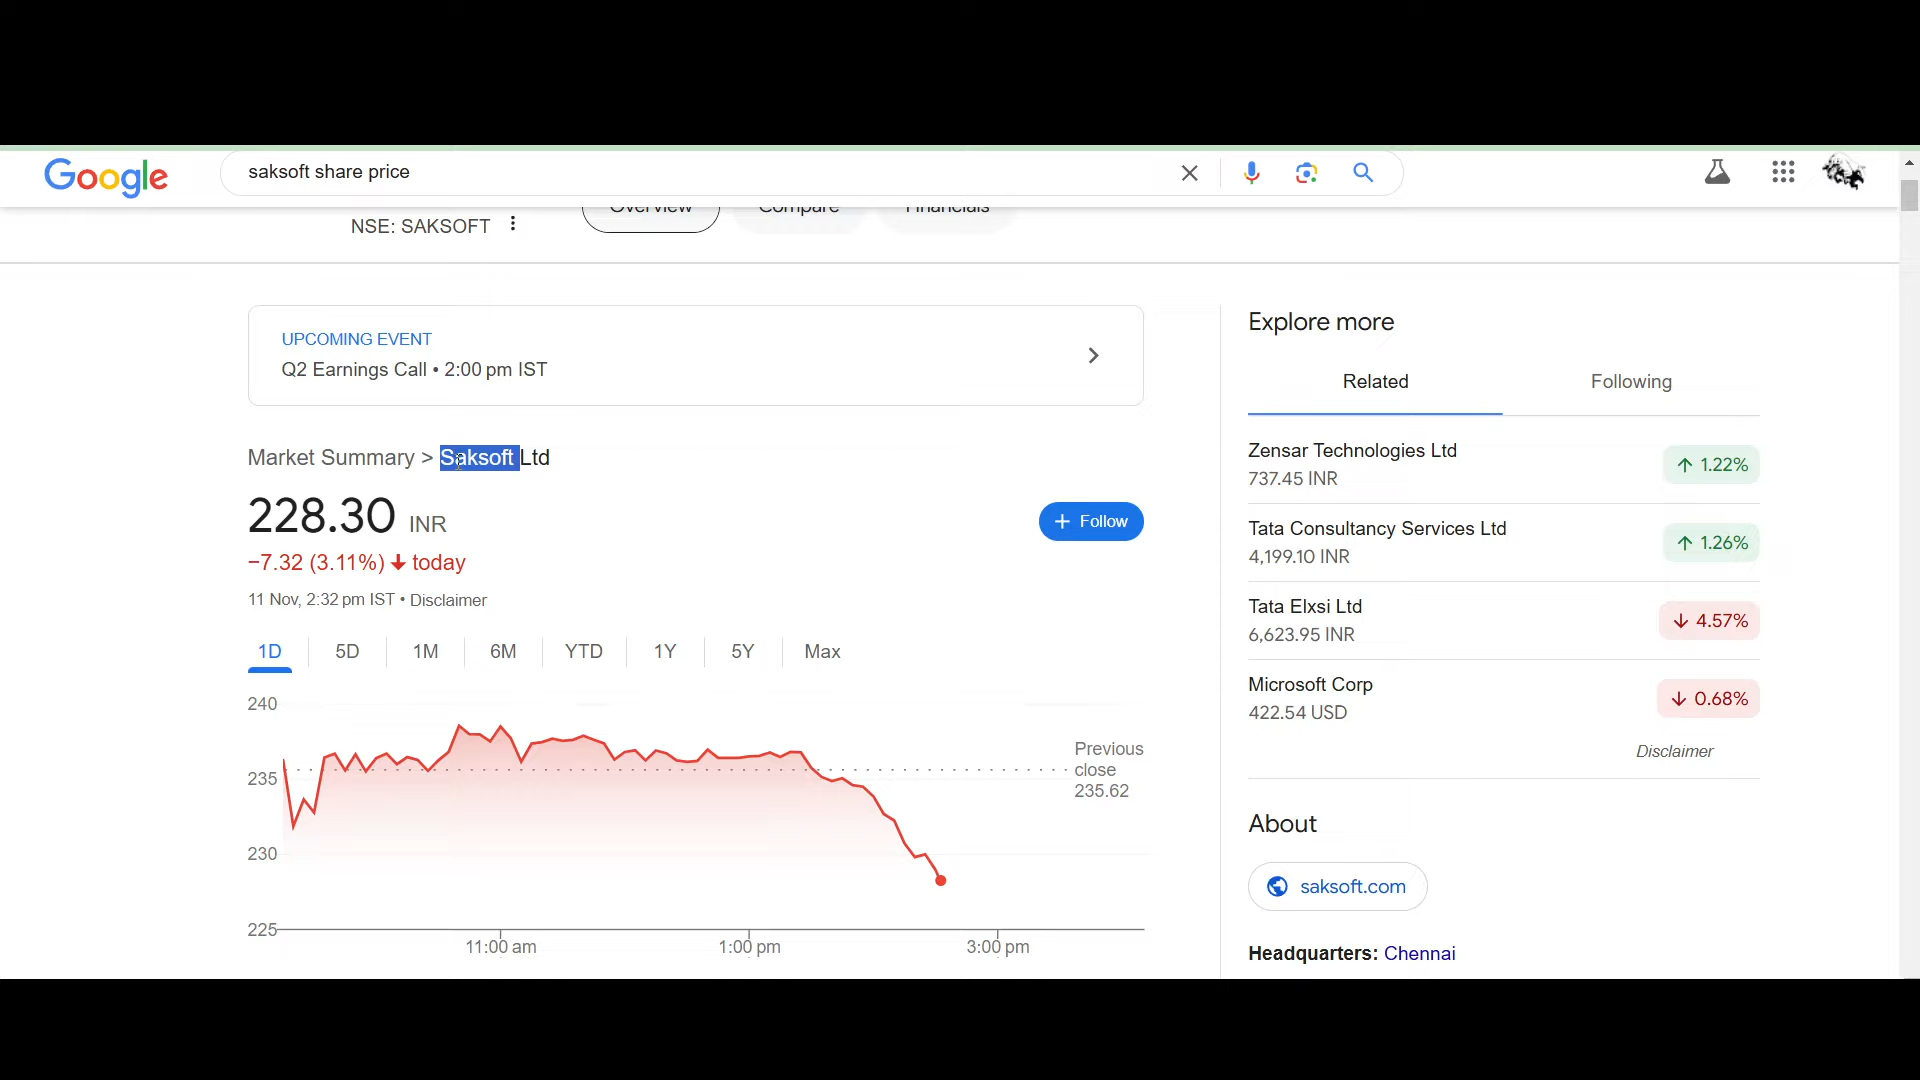 Google
saksoft share price
NSE: SAKSOFT
Overview
Compare
Financials
UPCOMING EVENT
Q2 Earnings Call • 2:00 pm IST
Market Summary > Saksoft Ltd
228.30 INR
+ Follow
−7.32 (3.11%) ↓ today
11 Nov, 2:32 pm IST • Disclaimer
1D
5D
1M
6M
YTD
1Y
5Y
Max
240
235
230
225
Previous
close
235.62
11:00 am
1:00 pm
3:00 pm
Explore more
Related
Following
Zensar Technologies Ltd
737.45 INR
↑ 1.22%
Tata Consultancy Services Ltd
4,199.10 INR
↑ 1.26%
Tata Elxsi Ltd
6,623.95 INR
↓ 4.57%
Microsoft Corp
422.54 USD
↓ 0.68%
Disclaimer
About
saksoft.com
Headquarters: Chennai